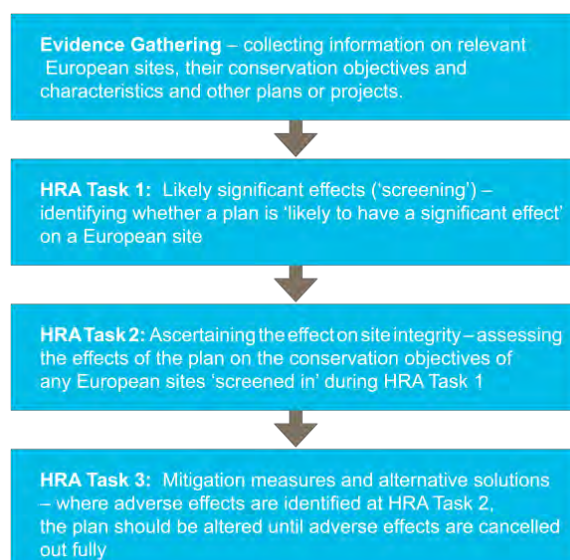 Evidence Gathering – collecting information on relevant
European sites, their conservation objectives and
characteristics and other plans or projects.
HRA Task 1: Likely significant effects (‘screening’) –
identifying whether a plan is ‘likely to have a significant effect’
on a European site
HRA Task 2: Ascertaining the effect on site integrity – assessing
the effects of the plan on the conservation objectives of
any European sites ‘screened in’ during HRA Task 1
HRA Task 3: Mitigation measures and alternative solutions
– where adverse effects are identified at HRA Task 2,
the plan should be altered until adverse effects are cancelled
out fully